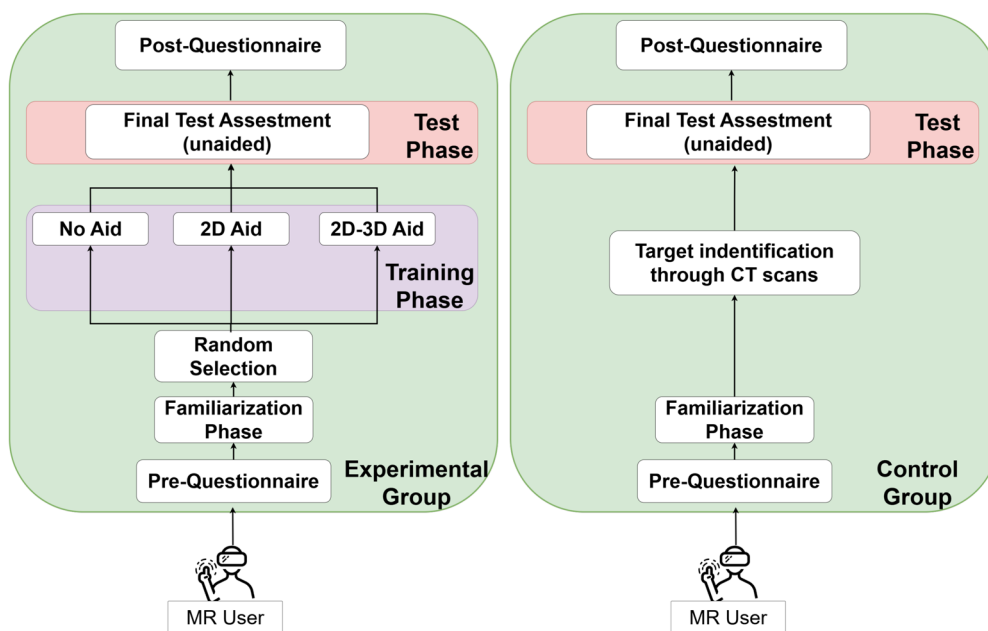 Post-Questionnaire
Final Test Assestment
(unaided)
Test
Phase
No Aid
2D Aid
2D-3D Aid
Training
Phase
Random
Selection
Familiarization
Phase
Pre-Questionnaire
Experimental
Group
MR User
Post-Questionnaire
Final Test Assestment
(unaided)
Test
Phase
Target indentification
through CT scans
Familiarization
Phase
Pre-Questionnaire
Control
Group
MR User